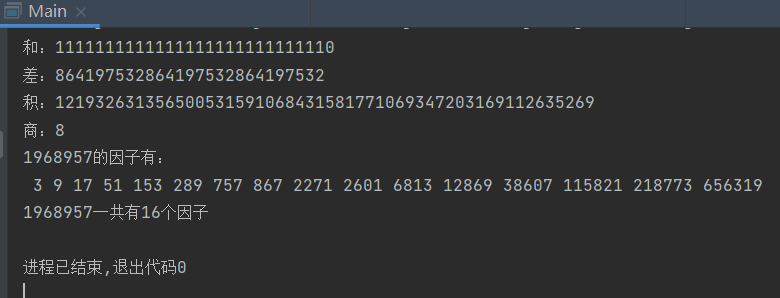 Main ×
和：1111111111111111111111111110
差：864197532864197532864197532
积：121932631356500531591068431581771069347203169112635269
商：8
1968957的因子有：
3 9 17 51 153 289 757 867 2271 2601 6813 12869 38607 115821 218773 656319
1968957一共有16个因子
进程已结束,退出代码0